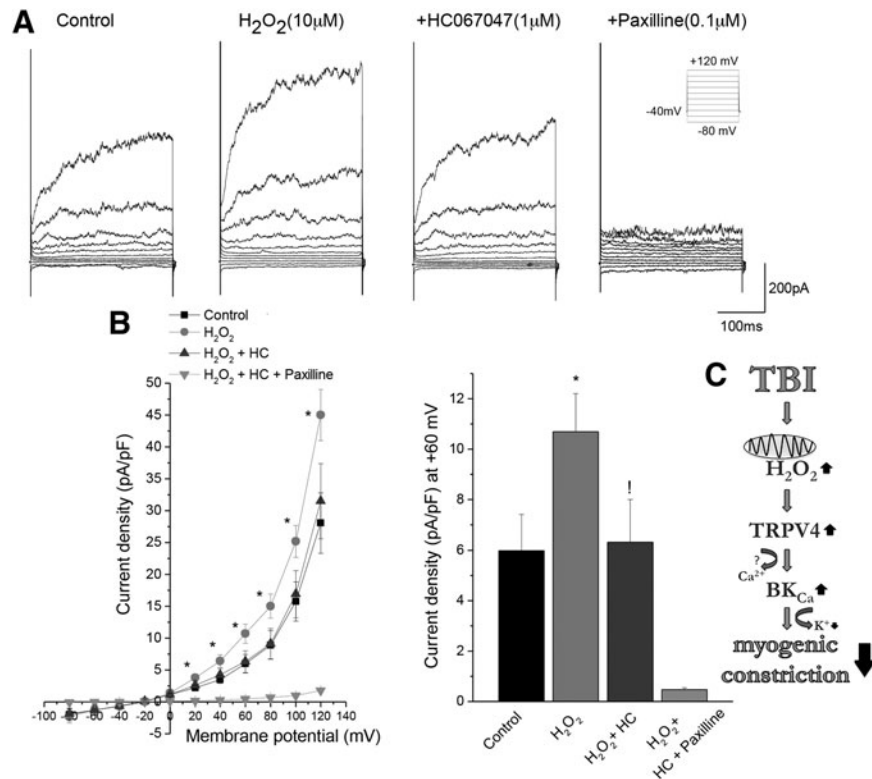 A
Control
H2O2(10µM)
+HC067047(1µM)
+Paxilline(0.1µM)
+120 mV
-40mV
-80 mV
200pA
100ms
B
Control
H2O2
H2O2 + HC
H2O2 + HC + Paxilline
Current density (pA/pF)
50
45
40
35
30
25
20
15
10
5
0
-5
-100 -80 -60 -40 -20 0 20 40 60 80 100 120 140
Membrane potential (mV)
* * * * * * *
Current density (pA/pF) at +60 mV
12
10
8
6
4
2
0
*
!
Control
H2O2
H2O2+ HC
H2O2+
HC + Paxilline
C
TBI
H2O2
TRPV4
?
Ca2+
BKCa
K+
myogenic
constriction